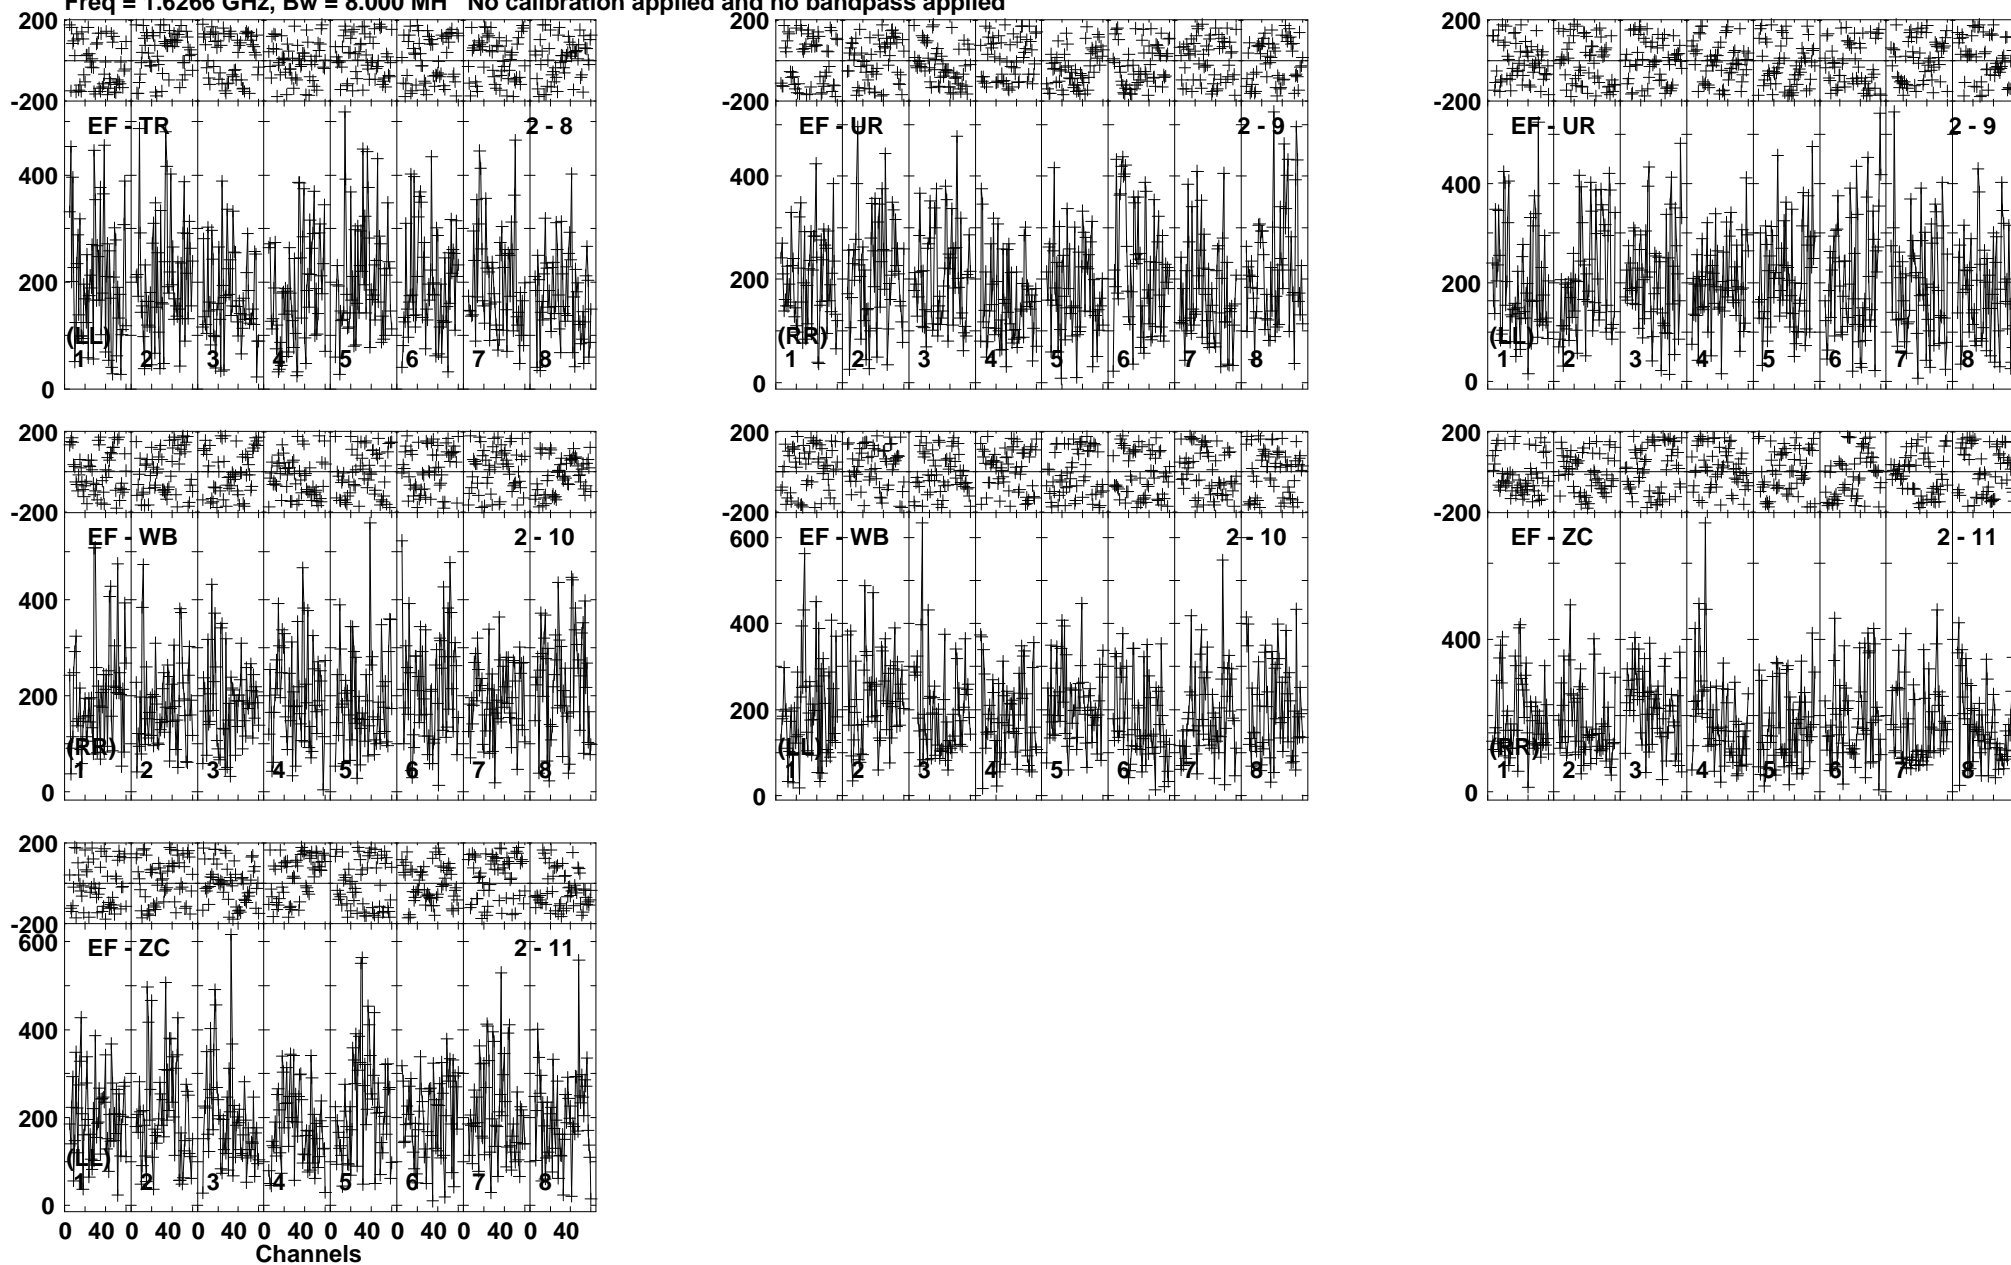 Freq = 1.6266 GHz, Bw = 8.000 MH   No calibration applied and no bandpass applied
200
-200
EF - TR 2 - 8
400
200
(LL)
1 2 3 4 5 6 7 8
0
200
-200
EF - UR 2 - 9
400
200
(RR)
1 2 3 4 5 6 7 8
0
200
-200
EF - UR 2 - 9
400
200
(LL)
1 2 3 4 5 6 7 8
0
200
-200
EF - WB 2 - 10
400
200
(RR)
1 2 3 4 5 6 7 8
0
200
-200
600
EF - WB 2 - 10
400
200
(LL)
1 2 3 4 5 6 7 8
0
200
-200
EF - ZC 2 - 11
400
(RR)
1 2 3 4 5 6 7 8
0
200
-200
600
EF - ZC 2 - 11
400
200
(LL)
1 2 3 4 5 6 7 8
0
0 40 0 40 0 40 0 40 0 40 0 40 0 40 0 40
Channels